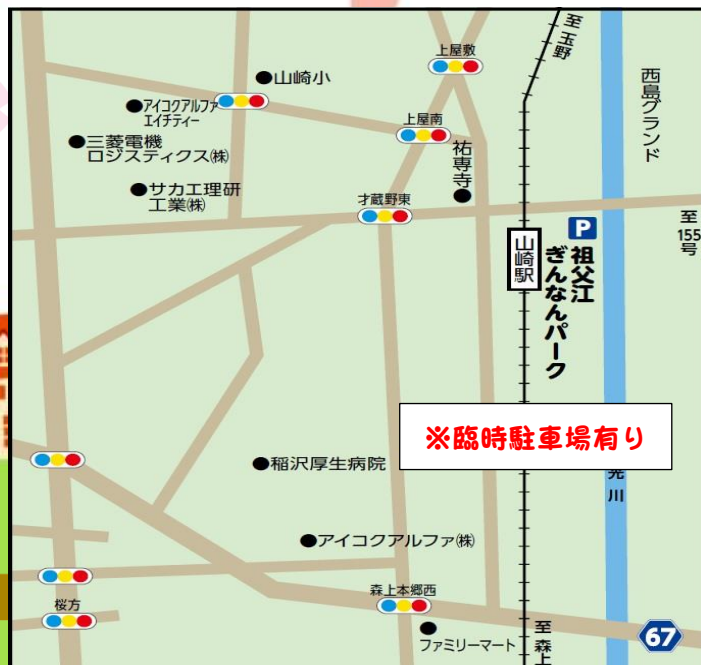 至玉野
上屋敷
西島グランド
山崎小
アイコクアルファ
エイチティー
上屋南
三菱電機
ロジスティクス(株)
祐専寺
サカエ理研
工業(株)
才蔵野東
至155号
P
山崎駅
祖父江
ぎんなんパーク
※臨時駐車場有り
稲沢厚生病院
光川
アイコクアルファ(株)
桜方
森上本郷西
ファミリーマート
至森上
67